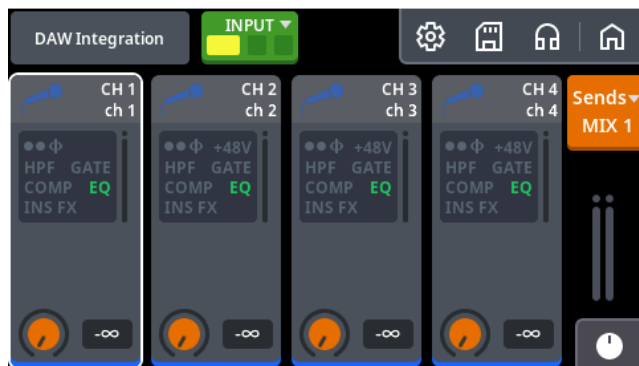 DAW Integration
INPUT
CH 1
ch 1
Φ
HPF GATE
COMP EQ
INS FX
-∞
CH 2
ch 2
Φ +48V
HPF GATE
COMP EQ
INS FX
-∞
CH 3
ch 3
Φ +48V
HPF GATE
COMP EQ
INS FX
-∞
CH 4
ch 4
Φ +48V
HPF GATE
COMP EQ
INS FX
-∞
Sends
MIX 1